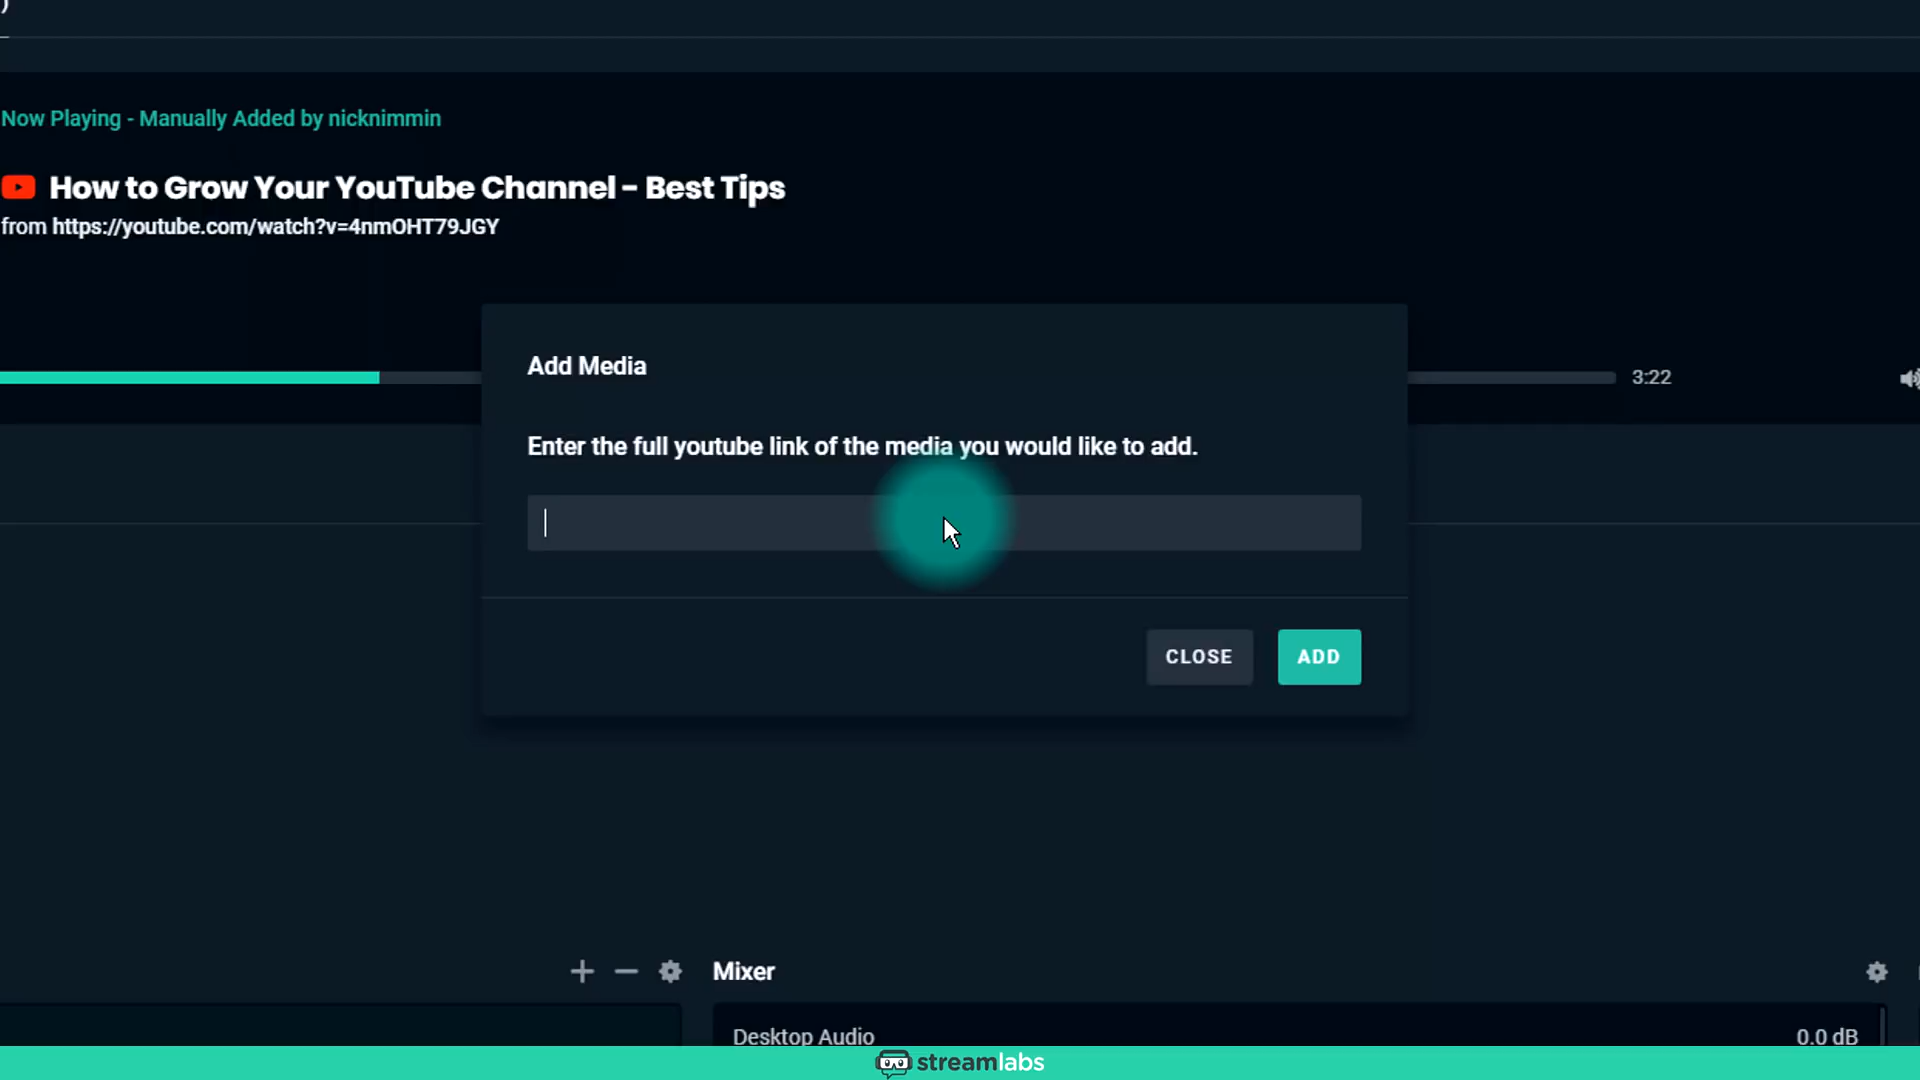 )
Now Playing - Manually Added by nicknimmin
How to Grow Your YouTube Channel - Best Tips
from https://youtube.com/watch?v=4nmOHT79JGY
Add Media
3:22
Enter the full youtube link of the media you would like to add.
CLOSE
ADD
Mixer
Desktop Audio
0.0 dB
streamlabs